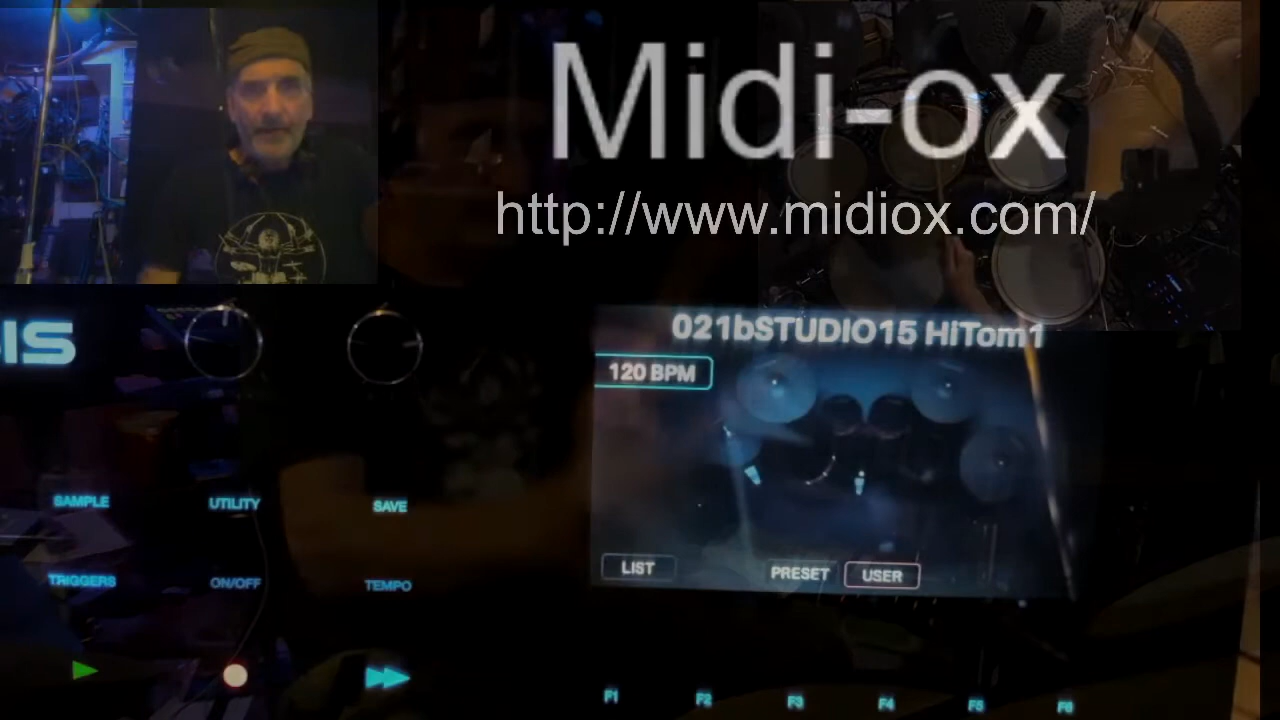 Midi-ox
http://www.midiox.com/
021bSTUDIO15 HiTom1
120 BPM
SAMPLE
UTILITY
SAVE
TRIGGERS
ON/OFF
TEMPO
LIST
PRESET
USER
F1
F2
F3
F4
F5
F6